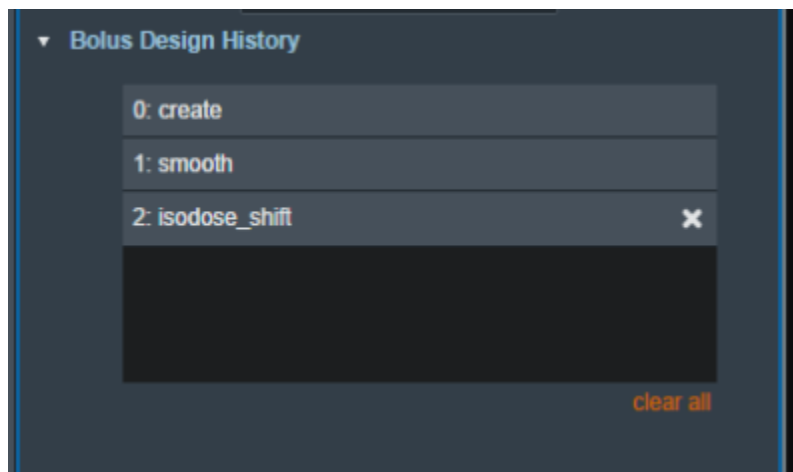 Bolus Design History
0: create
1: smooth
2: isodose_shift
clear all